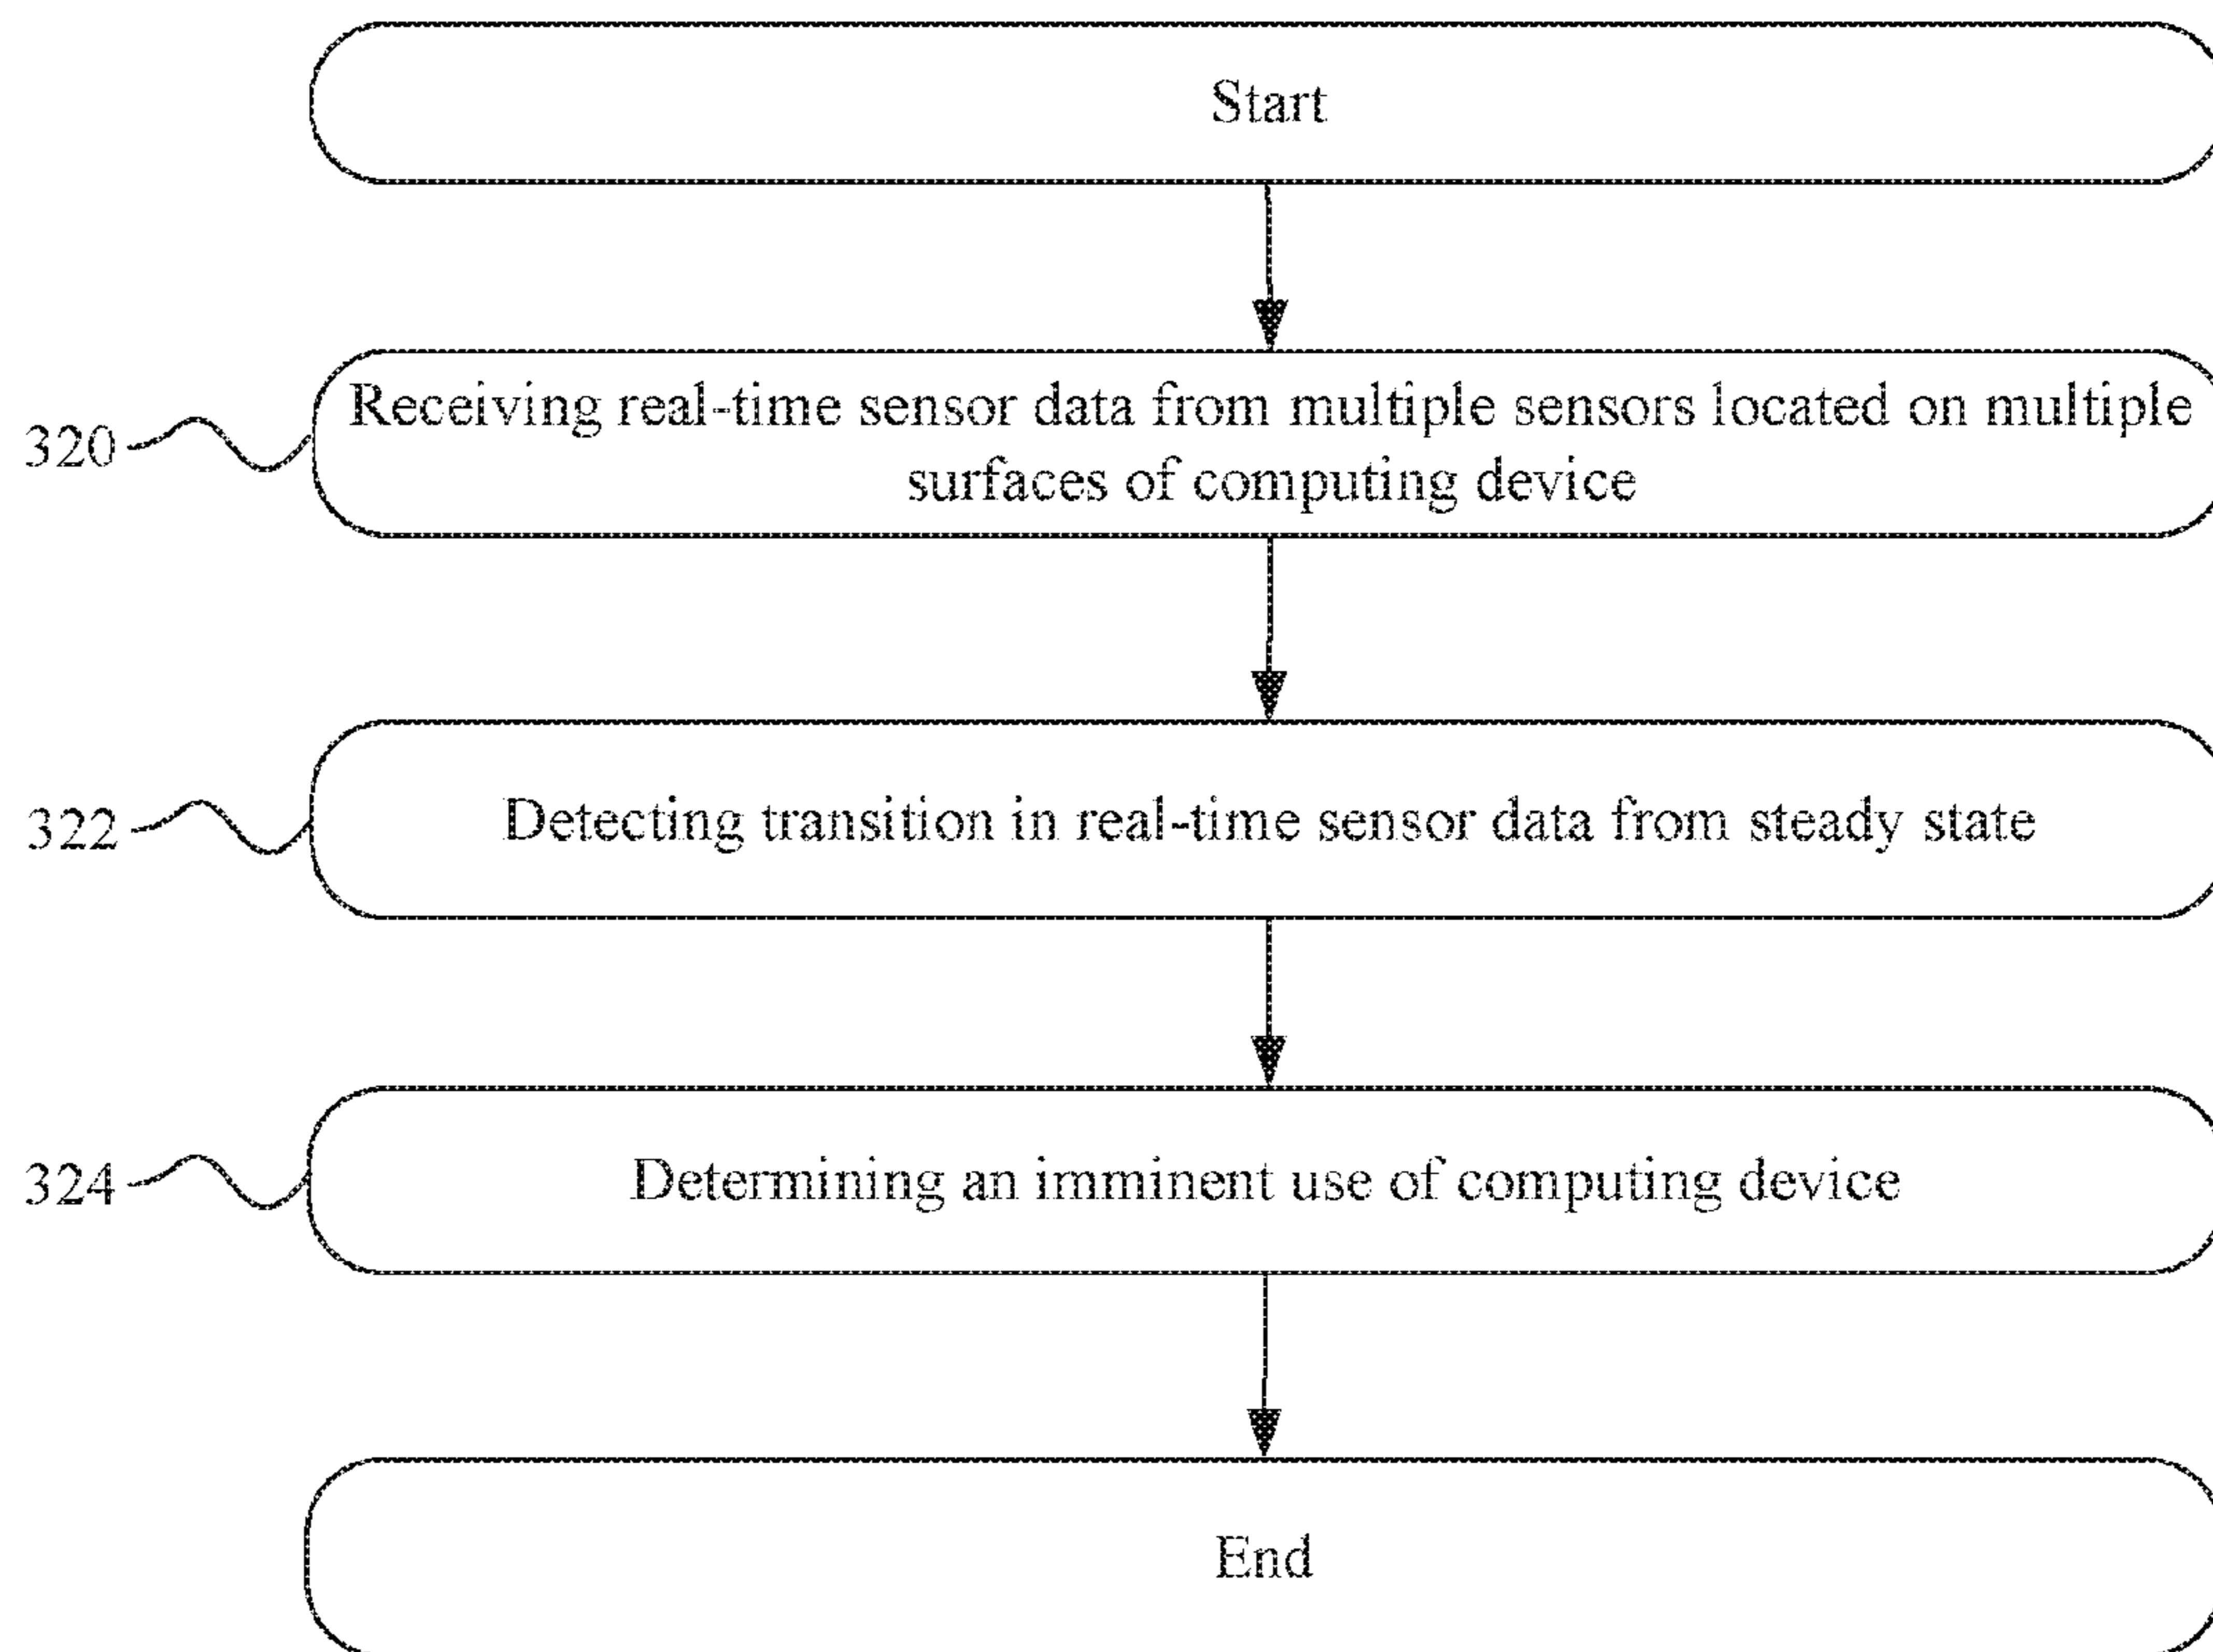 Start
320
Receiving real-time sensor data from multiple sensors located on multiple
surfaces of computing device
322
Detecting transition in real-time sensor data from steady state
324
Determining an imminent use of computing device
End